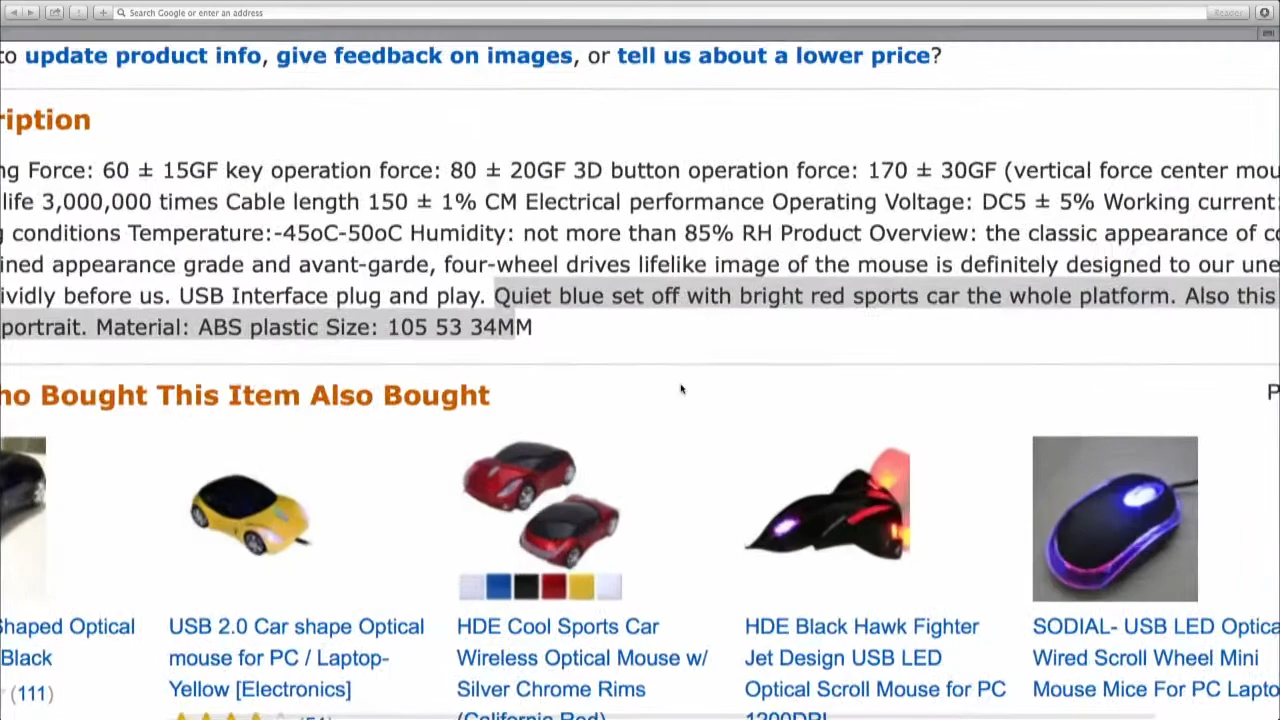 Search Google or enter an address
Reader
to update product info, give feedback on images, or tell us about a lower price?
ription
ng Force: 60 ± 15GF key operation force: 80 ± 20GF 3D button operation force: 170 ± 30GF (vertical force center mou
life 3,000,000 times Cable length 150 ± 1% CM Electrical performance Operating Voltage: DC5 ± 5% Working current:
g conditions Temperature:-45oC-50oC Humidity: not more than 85% RH Product Overview: the classic appearance of co
ined appearance grade and avant-garde, four-wheel drives lifelike image of the mouse is definitely designed to our une
ividly before us. USB Interface plug and play. Quiet blue set off with bright red sports car the whole platform. Also this
portrait. Material: ABS plastic Size: 105 53 34MM
ho Bought This Item Also Bought
P
Shaped Optical
Black
(111)
USB 2.0 Car shape Optical
mouse for PC / Laptop-
Yellow [Electronics]
HDE Cool Sports Car
Wireless Optical Mouse w/
Silver Chrome Rims
(California Red)
HDE Black Hawk Fighter
Jet Design USB LED
Optical Scroll Mouse for PC
1200DPI
SODIAL- USB LED Optica
Wired Scroll Wheel Mini
Mouse Mice For PC Lapto